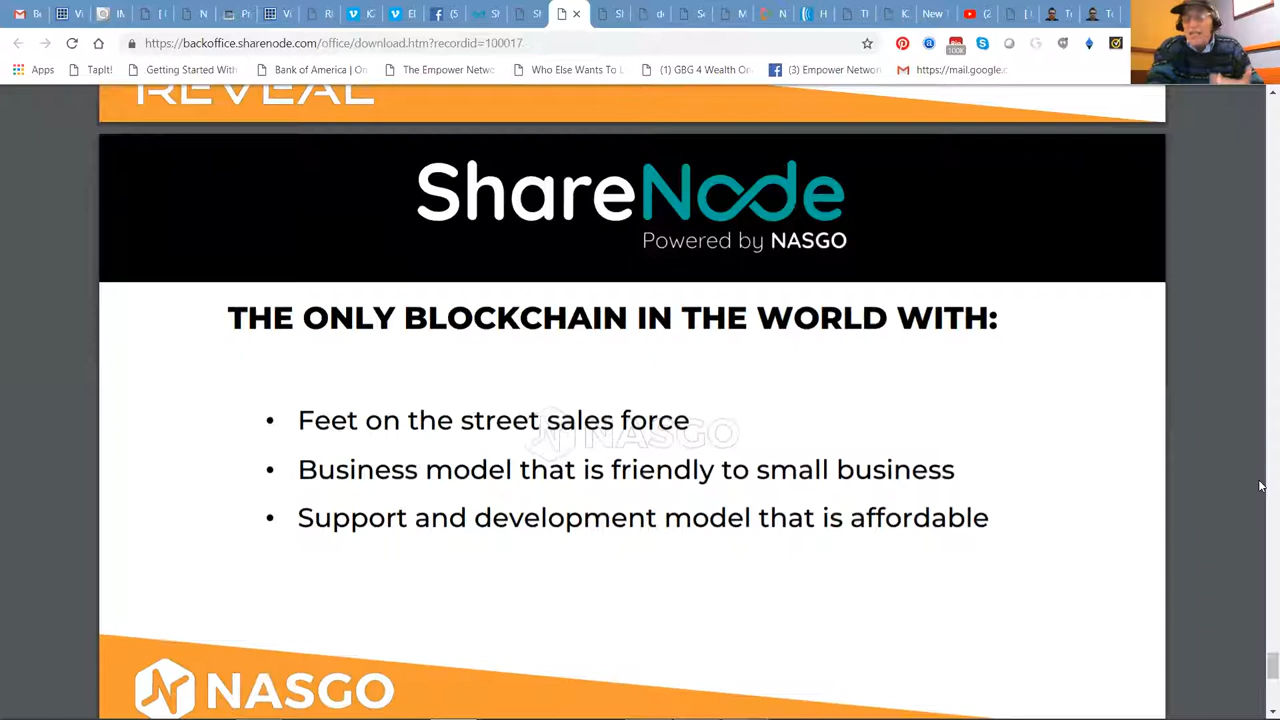 https://backoffice.sharenode.com/office/download.htm?recordid=100017
Apps TapIt! Getting Started With Bank of America | On The Empower Netwo Who Else Wants To L (1) GBG 4 Wealth On (3) Empower Networ https://mail.google.c
REVEAL
ShareNode
Powered by NASGO
THE ONLY BLOCKCHAIN IN THE WORLD WITH:
• Feet on the street sales force
NASGO
• Business model that is friendly to small business
• Support and development model that is affordable
NASGO